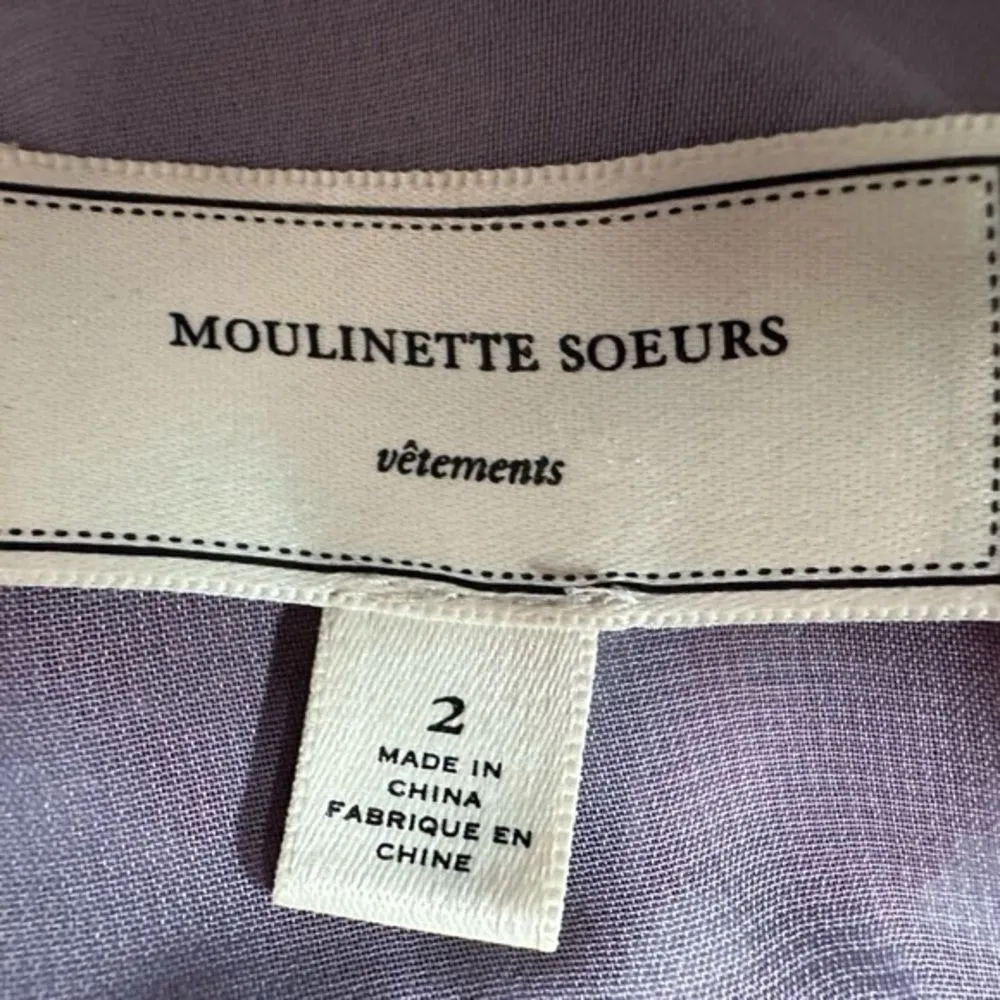 MOULINETTE SOEURS
vêtements
2
MADE IN
CHINA
FABRIQUE EN
CHINE